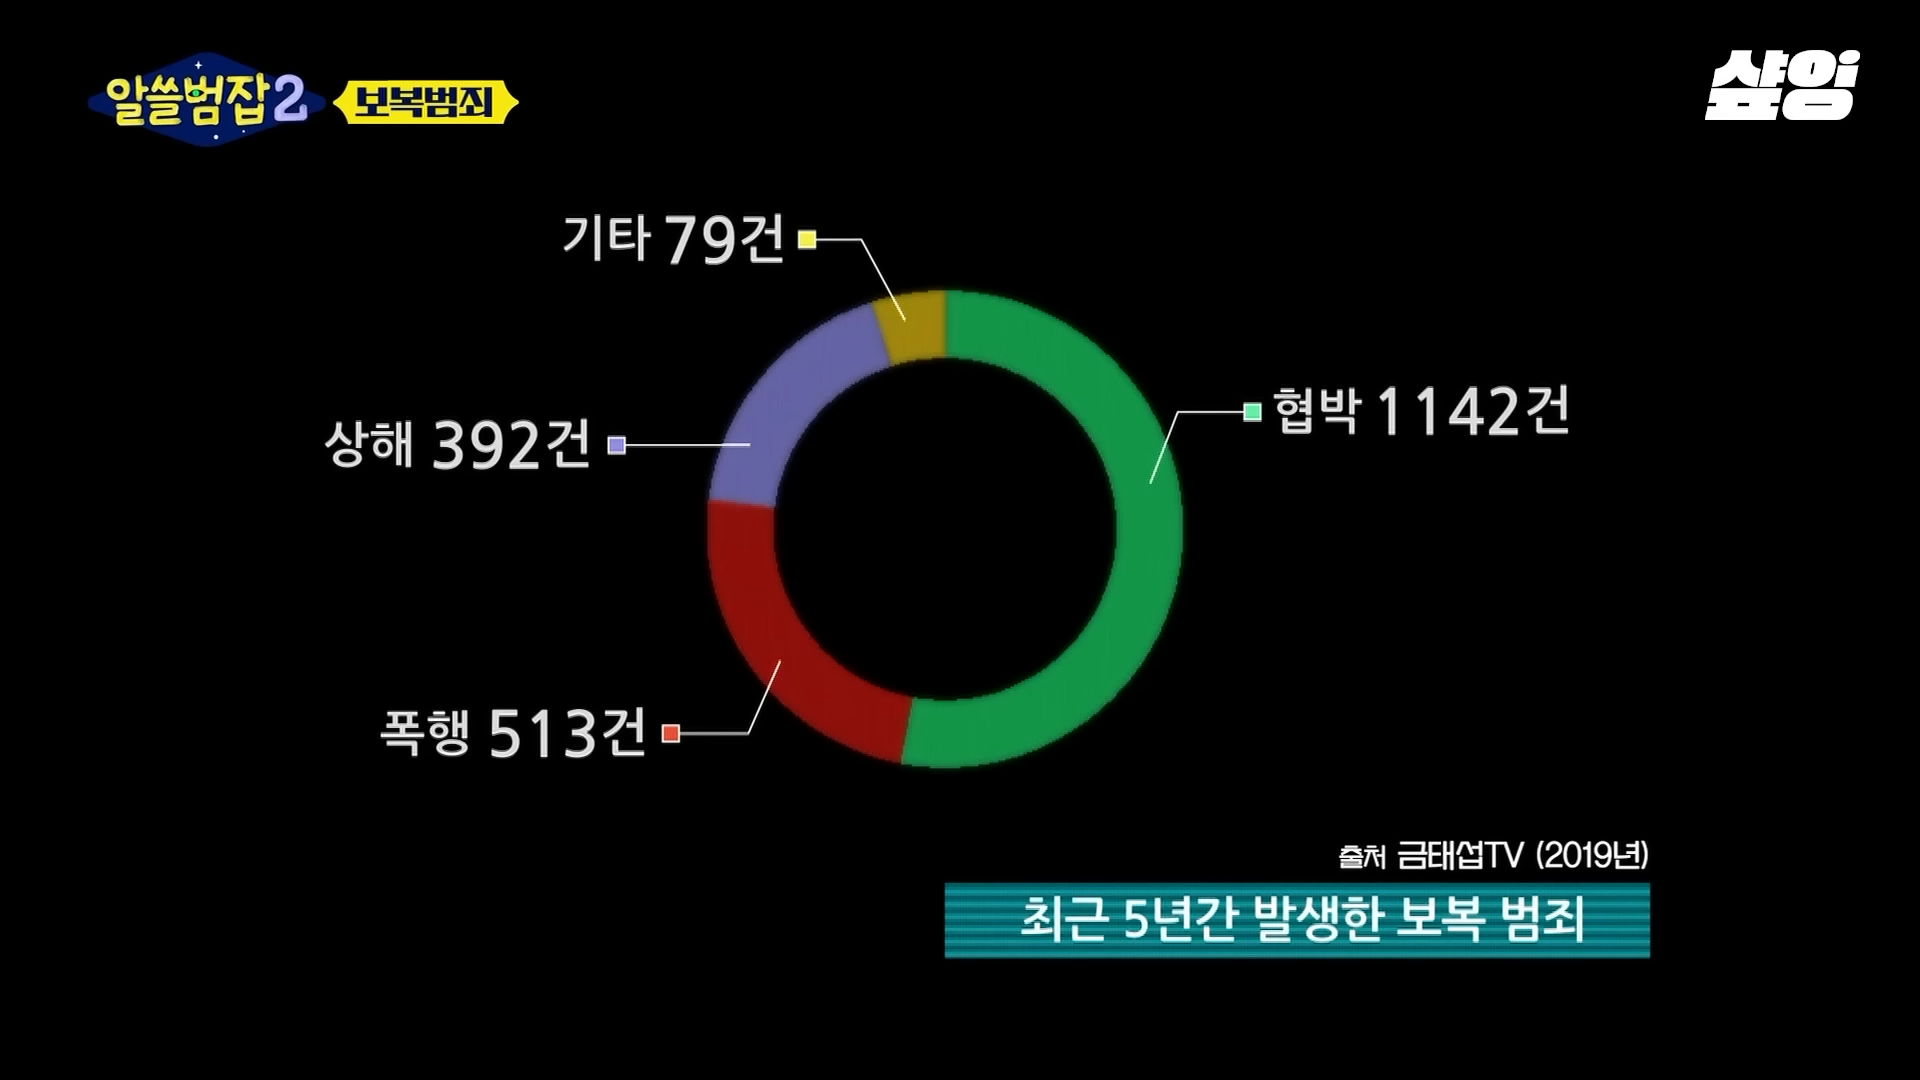 알쓸범잡2
보복범죄
샾잉
기타 79건
협박 1142건
상해 392건
폭행 513건
출처 금태섭TV (2019년)
최근 5년간 발생한 보복 범죄